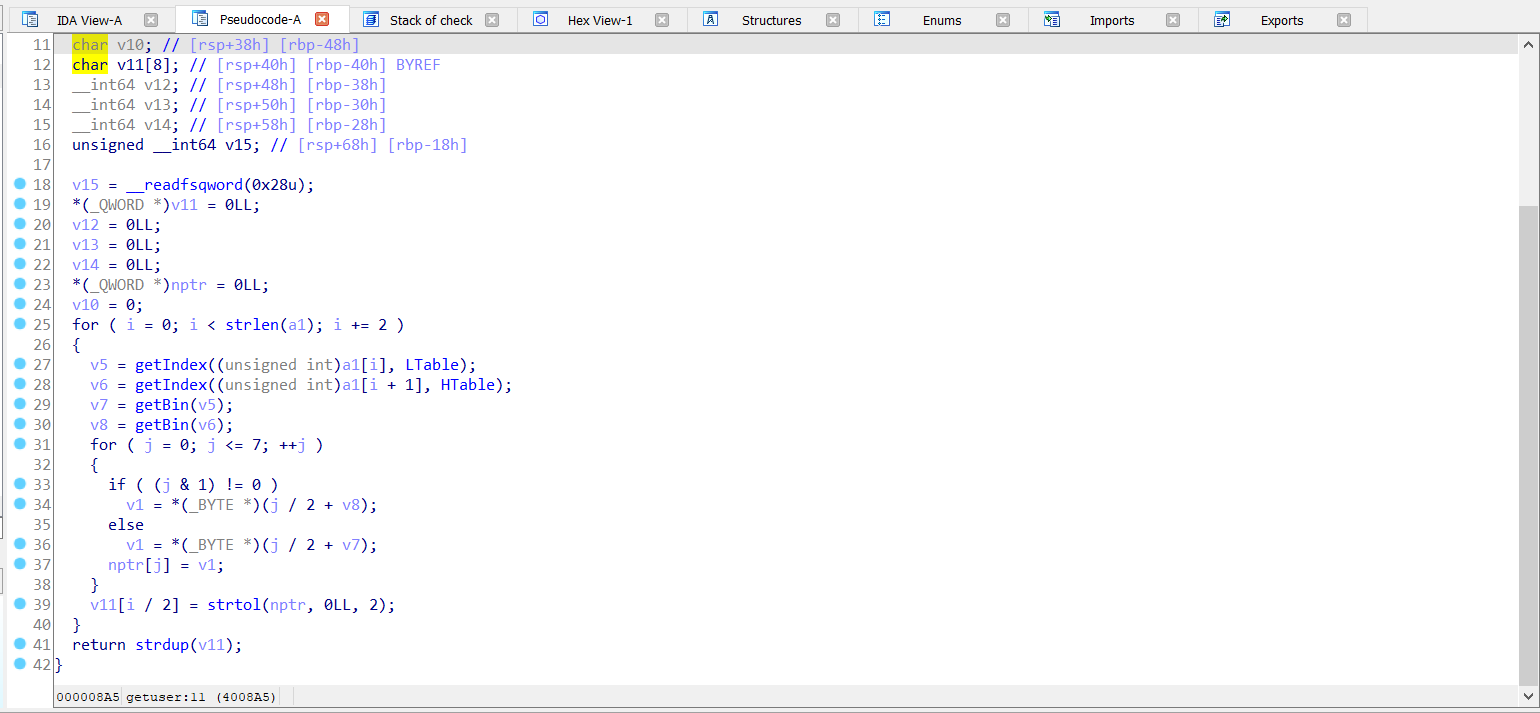 IDA View-A Pseudocode-A Stack of check Hex View-1 Structures Enums Imports Exports
11 char v10; // [rsp+38h] [rbp-48h]
12 char v11[8]; // [rsp+40h] [rbp-40h] BYREF
13 __int64 v12; // [rsp+48h] [rbp-38h]
14 __int64 v13; // [rsp+50h] [rbp-30h]
15 __int64 v14; // [rsp+58h] [rbp-28h]
16 unsigned __int64 v15; // [rsp+68h] [rbp-18h]
17
18 v15 = __readfsqword(0x28u);
19 *(_QWORD *)v11 = 0LL;
20 v12 = 0LL;
21 v13 = 0LL;
22 v14 = 0LL;
23 *(_QWORD *)nptr = 0LL;
24 v10 = 0;
25 for ( i = 0; i < strlen(a1); i += 2 )
26 {
27 v5 = getIndex((unsigned int)a1[i], LTable);
28 v6 = getIndex((unsigned int)a1[i + 1], HTable);
29 v7 = getBin(v5);
30 v8 = getBin(v6);
31 for ( j = 0; j <= 7; ++j )
32 {
33 if ( (j & 1) != 0 )
34 v1 = *(_BYTE *)(j / 2 + v8);
35 else
36 v1 = *(_BYTE *)(j / 2 + v7);
37 nptr[j] = v1;
38 }
39 v11[i / 2] = strtol(nptr, 0LL, 2);
40 }
41 return strdup(v11);
42 }
000008A5 getuser:11 (4008A5)